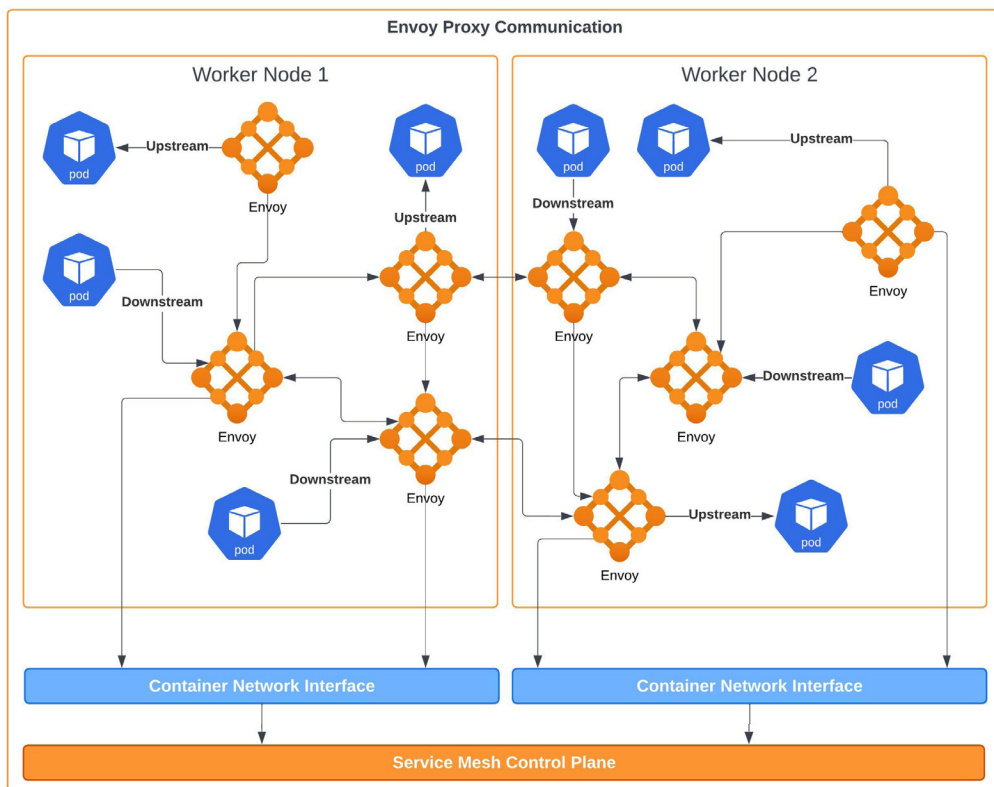 Envoy Proxy Communication
Worker Node 1
pod
Upstream
Envoy
pod
Upstream
pod
Downstream
Envoy
Envoy
Envoy
Downstream
pod
Worker Node 2
pod
pod
Upstream
Downstream
Envoy
Envoy
Downstream
pod
Envoy
Upstream
pod
Envoy
Container Network Interface
Container Network Interface
Service Mesh Control Plane